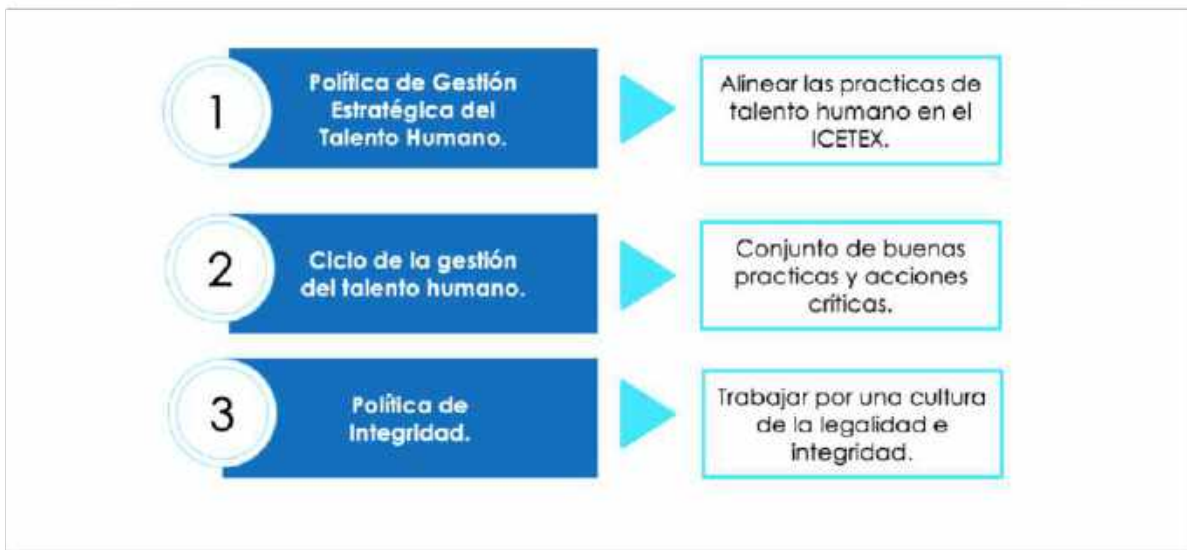 1
Política de Gestión
Estratégica del
Talento Humano.
Alinear las practicas de
talento humano en el
ICETEX.
2
Ciclo de la gestión
del talento humano.
Conjunto de buenas
practicas y acciones
críticas.
3
Política de
Integridad.
Trabajar por una cultura
de la legalidad e
integridad.